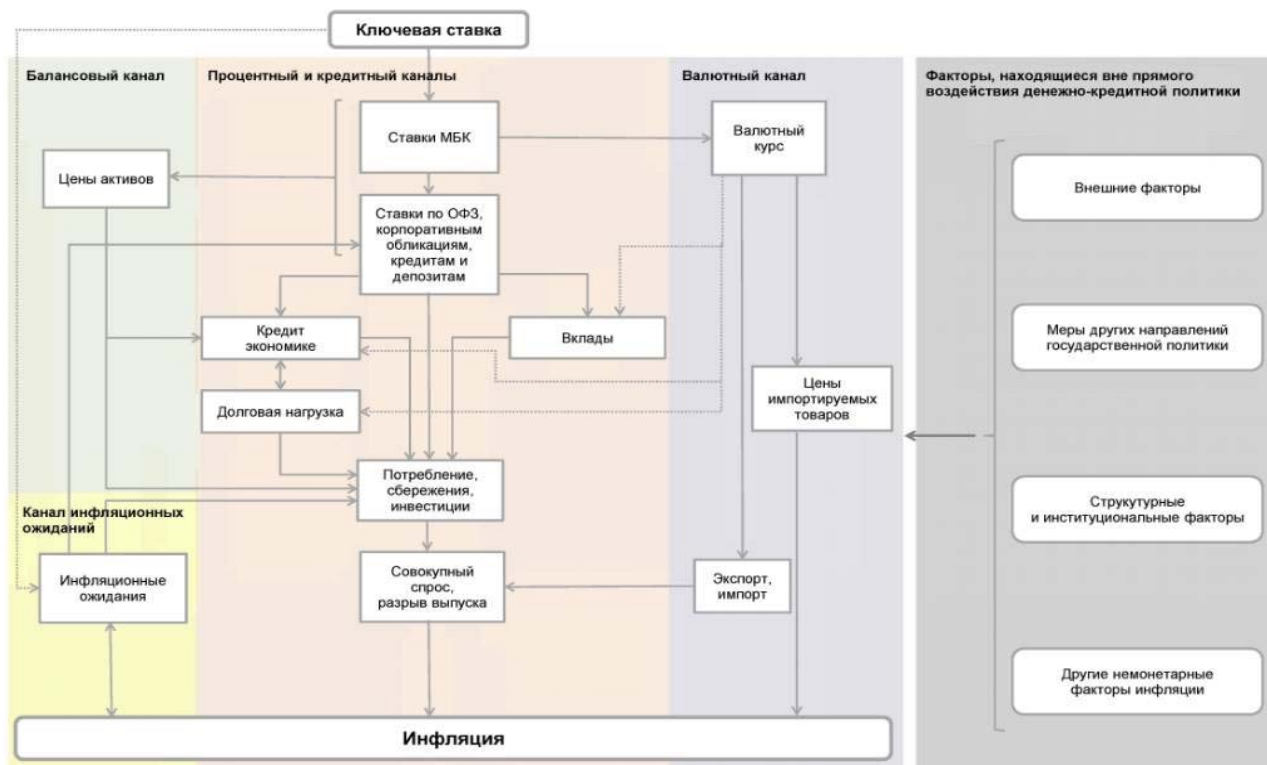 Ключевая ставка
Балансовый канал
Процентный и кредитный каналы
Валютный канал
Факторы, находящиеся вне прямого
воздействия денежно-кредитной политики
Ставки МБК
Валютный
курс
Цены активов
Внешние факторы
Ставки по ОФЗ,
корпоративным
обликациям,
кредитам и
депозитам
Кредит
экономике
Вклады
Меры других направлений
государственной политики
Долговая нагрузка
Цены
импортируемых
товаров
Потребление,
сбережения,
инвестиции
Канал инфляционных
ожиданий
Струкутурные
и институциональные факторы
Инфляционные
ожидания
Совокупный
спрос,
разрыв выпуска
Экспорт,
импорт
Другие немонетарные
факторы инфляции
Инфляция